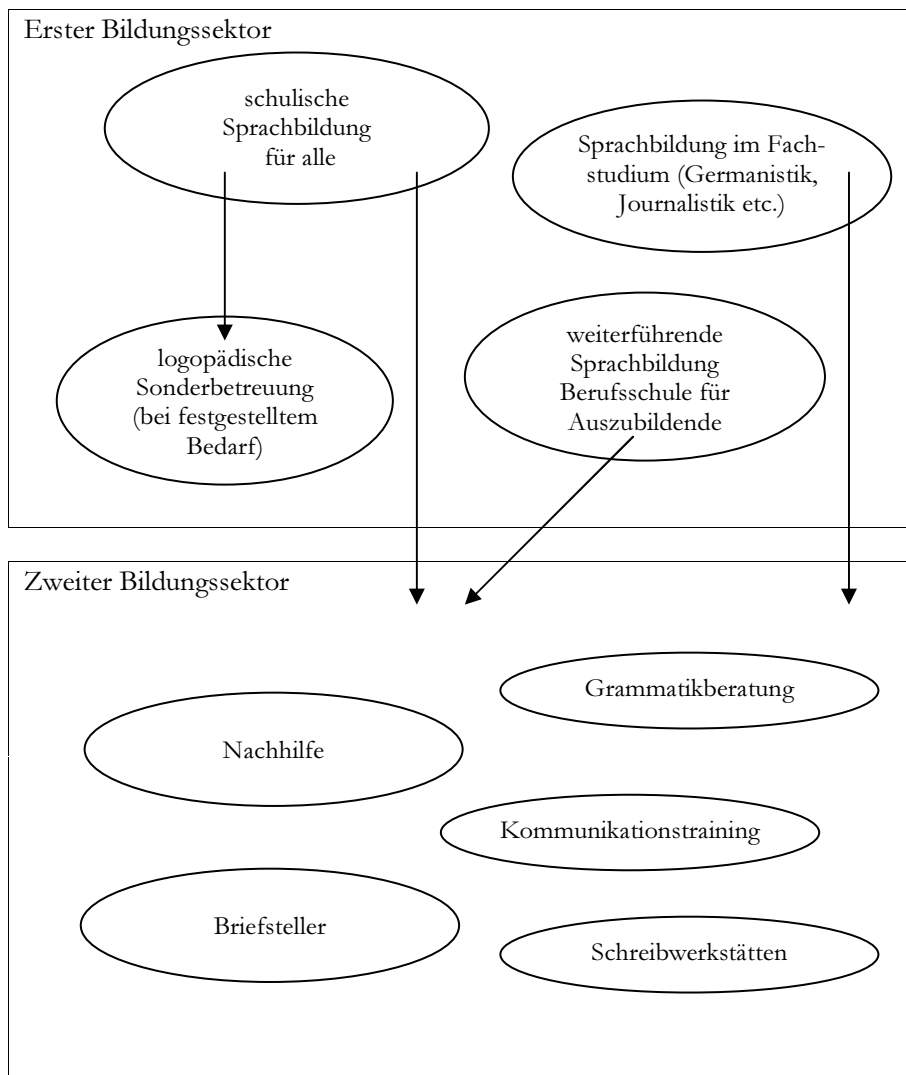 Erster Bildungssektor
schulische
Sprachbildung
für alle
Sprachbildung im Fach-
studium (Germanistik,
Journalistik etc.)
logopädische
Sonderbetreuung
(bei festgestelltem
Bedarf)
weiterführende
Sprachbildung
Berufsschule für
Auszubildende
Zweiter Bildungssektor
Grammatikberatung
Nachhilfe
Kommunikationstraining
Briefsteller
Schreibwerkstätten